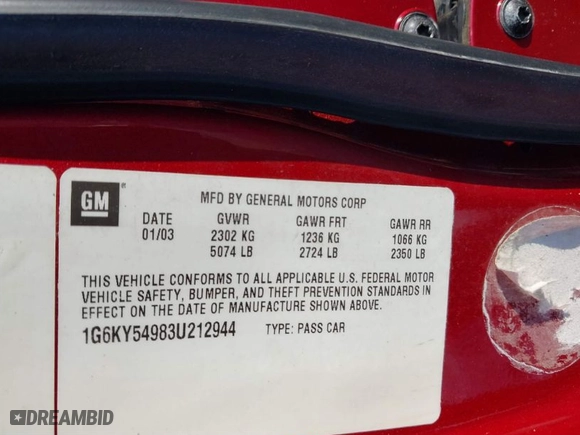 GM
MFD BY GENERAL MOTORS CORP
DATE GVWR GAWR FRT GAWR RR
01/03 2302 KG 1236 KG 1066 KG
5074 LB 2724 LB 2350 LB
THIS VEHICLE CONFORMS TO ALL APPLICABLE U.S. FEDERAL MOTOR
VEHICLE SAFETY, BUMPER, AND THEFT PREVENTION STANDARDS IN
EFFECT ON THE DATE OF MANUFACTURE SHOWN ABOVE.
1G6KY54983U212944 TYPE: PASS CAR
DREAMBID